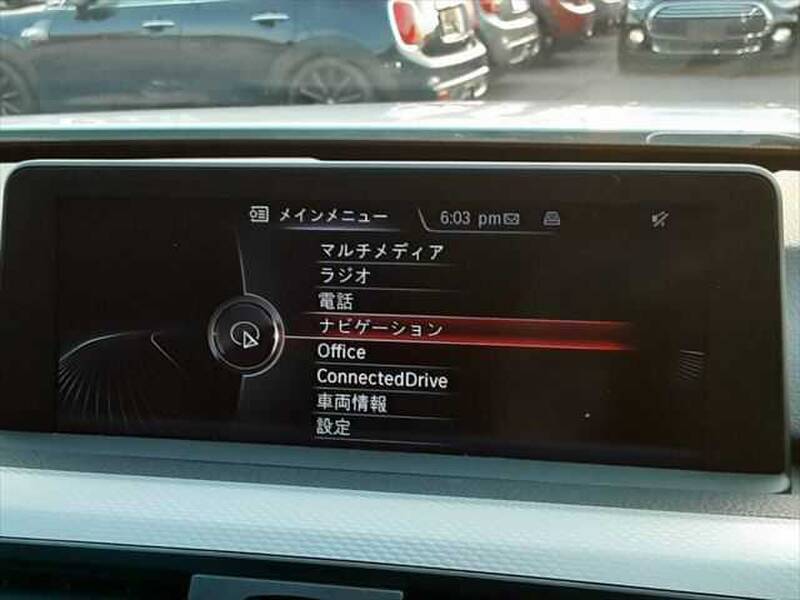 メインメニュー 6:03 pm
マルチメディア
ラジオ
電話
ナビゲーション
Office
ConnectedDrive
車両情報
設定